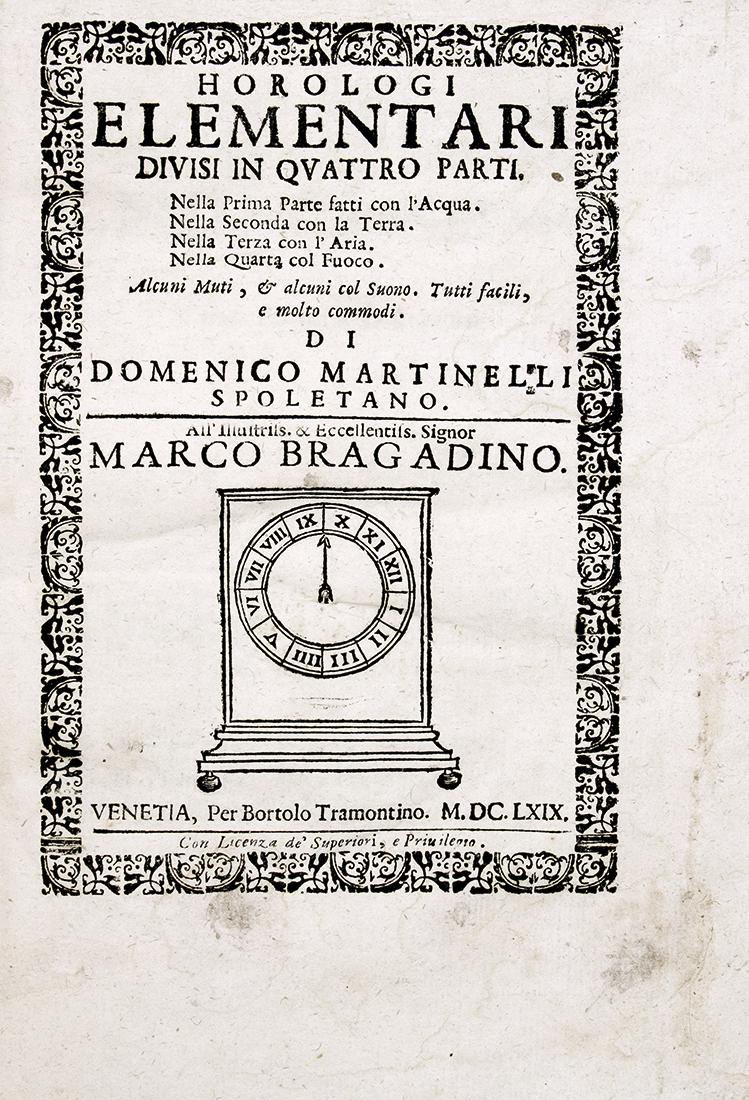 HOROLOGI
ELEMENTARI
DIVISI IN QVATTRO PARTI.
Nella Prima Parte fatti con l'Acqua.
Nella Seconda con la Terra.
Nella Terza con l'Aria.
Nella Quarta col Fuoco.
Alcuni Muti, & alcuni col Suono. Tutti facili,
e molto commodi.
DI
DOMENICO MARTINELLI
SPOLETANO.
All'Illustriſs. & Eccellentiſs. Signor
MARCO BRAGADINO.
X XI XII I II III IIII V VI VII VIII IX
VENETIA, Per Bortolo Tramontino. M.DC.LXIX.
Con Licenza de' Superiori, e Priuilegio.